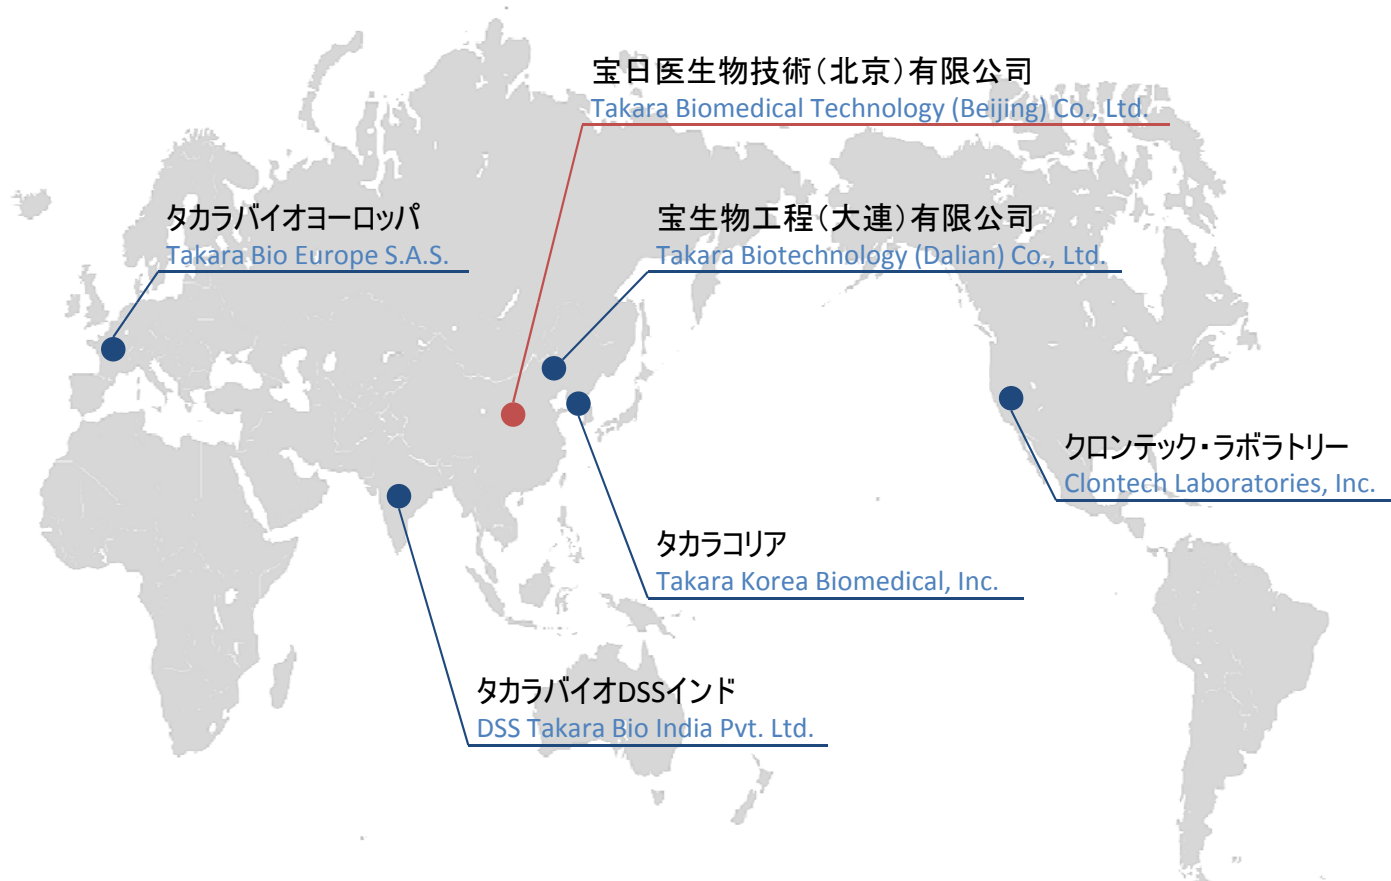 宝日医生物技術（北京）有限公司
Takara Biomedical Technology (Beijing) Co., Ltd.
タカラバイオヨーロッパ
Takara Bio Europe S.A.S.
宝生物工程（大連）有限公司
Takara Biotechnology (Dalian) Co., Ltd.
クロンテック・ラボラトリー
Clontech Laboratories, Inc.
タカラコリア
Takara Korea Biomedical, Inc.
タカラバイオDSSインド
DSS Takara Bio India Pvt. Ltd.